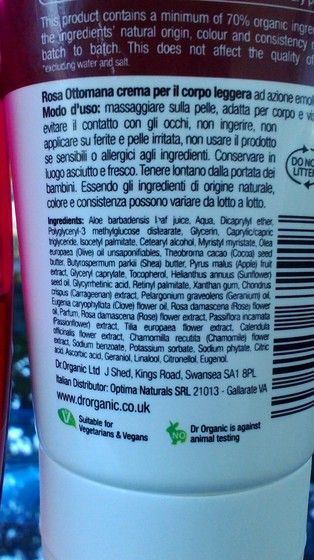 This product contains a minimum of 70% organic ingre
the ingredients' natural origin, colour and consistency
batch to batch. This does not affect the quality of
*excluding water and salt.
Rosa Ottomana crema per il corpo leggera ad azione emol
Modo d'uso: massaggiare sulla pelle, adatta per corpo e vi
evitare il contatto con gli occhi, non ingerire, non
applicare su ferite e pelle irritata, non usare il prodotto
se sensibili o allergici agli ingredienti. Conservare in
luogo asciutto e fresco. Tenere lontano dalla portata dei
bambini. Essendo gli ingredienti di origine naturale,
colore e consistenza possono variare da lotto a lotto.
DO NO
LITTER
Ingredients: Aloe barbadensis leaf juice, Aqua, Dicaprylyl ether,
Polyglyceryl-3 methylglucose distearate, Glycerin, Caprylic/capric
triglyceride, Isocetyl palmitate, Cetearyl alcohol, Myristyl myristate, Olea
europaea (Olive) oil unsaponifiables, Theobroma cacao (Cocoa) seed
butter, Butyrospermum parkii (Shea) butter, Pyrus malus (Apple) fruit
extract, Glyceryl caprylate, Tocopherol, Helianthus annuus (Sunflower)
seed oil, Glycyrrhetinic acid, Retinyl palmitate, Xanthan gum, Chondrus
crispus (Carrageenan) extract, Pelargonium graveolens (Geranium) oil,
Eugenia caryophyllata (Clove) flower oil, Rosa damascena (Rose) flower
oil, Parfum, Rosa damascena (Rose) flower extract, Passiflora incarnata
(Passionflower) extract, Tilia europaea flower extract, Calendula
officinalis flower extract, Chamomilla recutita (Chamomile) flower
extract, Sodium benzoate, Potassium sorbate, Sodium phytate, Citric
acid, Ascorbic acid, Geraniol, Linalool, Citronellol, Eugenol.
Dr.Organic Ltd J Shed, Kings Road, Swansea SA1 8PL
Italian Distributor: Optima Naturals SRL 21013 - Gallarate VA
www.drorganic.co.uk
V Suitable for
Vegetarians & Vegans
NO Dr Organic is against
animal testing